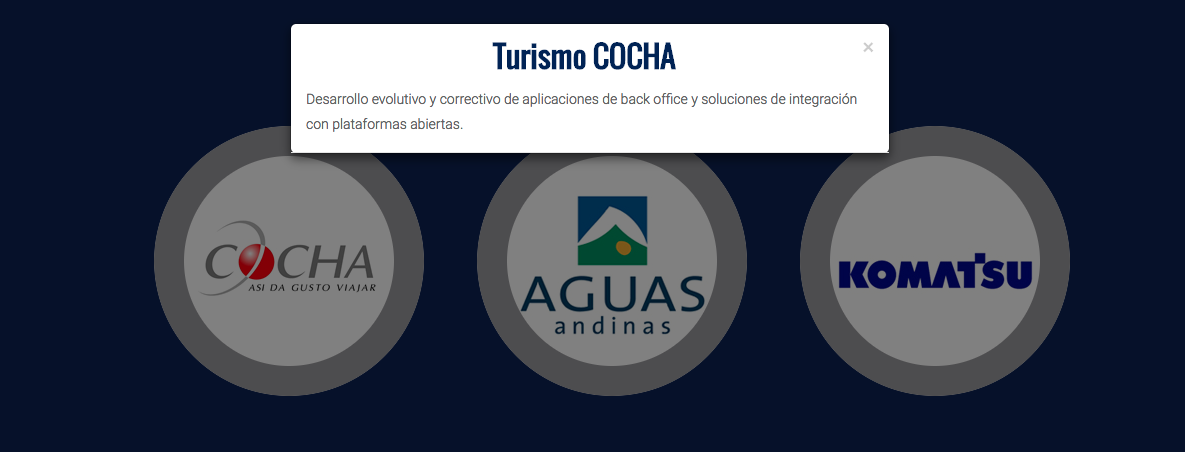 Turismo COCHA
×
Desarrollo evolutivo y correctivo de aplicaciones de back office y soluciones de integración
con plataformas abiertas.
COCHA
ASI DA GUSTO VIAJAR
AGUAS
andinas
KOMATSU